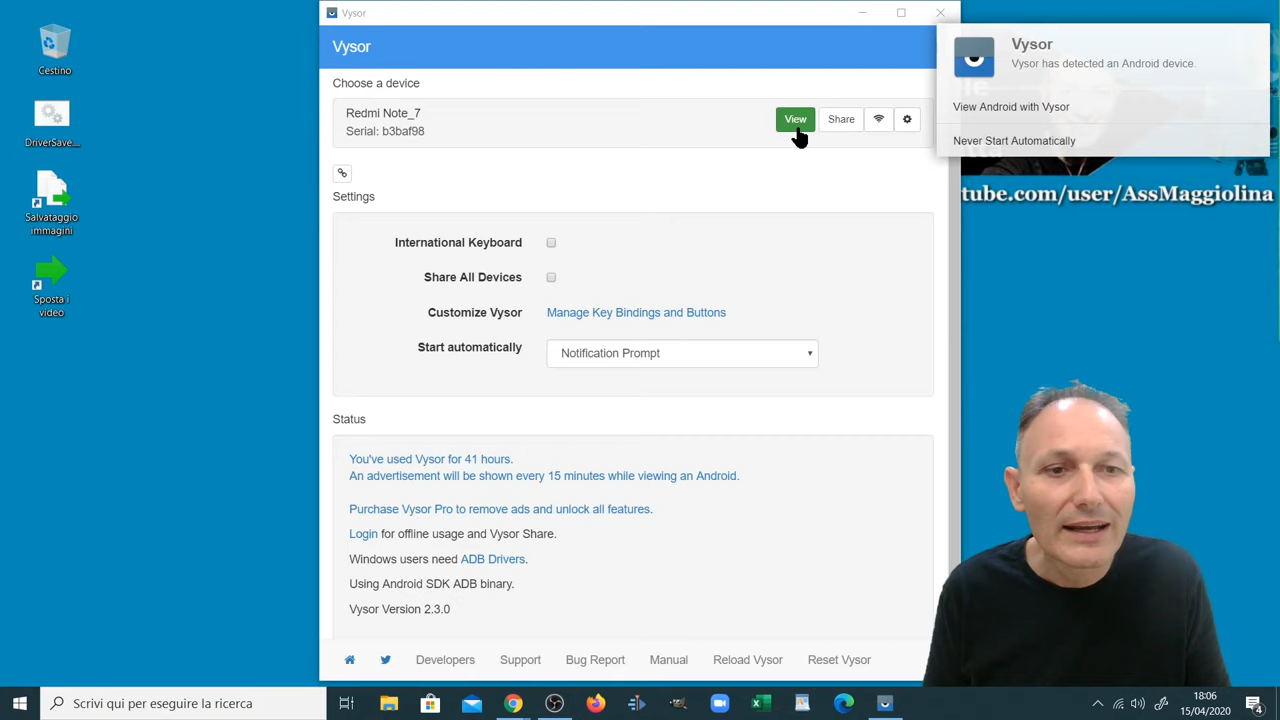 Cestino
DriverSave...
Salvataggio
immagini
Sposta i
video
Vysor
Vysor
Choose a device
Redmi Note_7
Serial: b3baf98
View
Share
Settings
International Keyboard
Share All Devices
Customize Vysor
Manage Key Bindings and Buttons
Start automatically
Notification Prompt
Status
You've used Vysor for 41 hours.
An advertisement will be shown every 15 minutes while viewing an Android.
Purchase Vysor Pro to remove ads and unlock all features.
Login for offline usage and Vysor Share.
Windows users need ADB Drivers.
Using Android SDK ADB binary.
Vysor Version 2.3.0
Developers
Support
Bug Report
Manual
Reload Vysor
Reset Vysor
Vysor
Vysor has detected an Android device.
View Android with Vysor
Never Start Automatically
tube.com/user/AssMaggiolina
Scrivi qui per eseguire la ricerca
18:06
15/04/2020
4